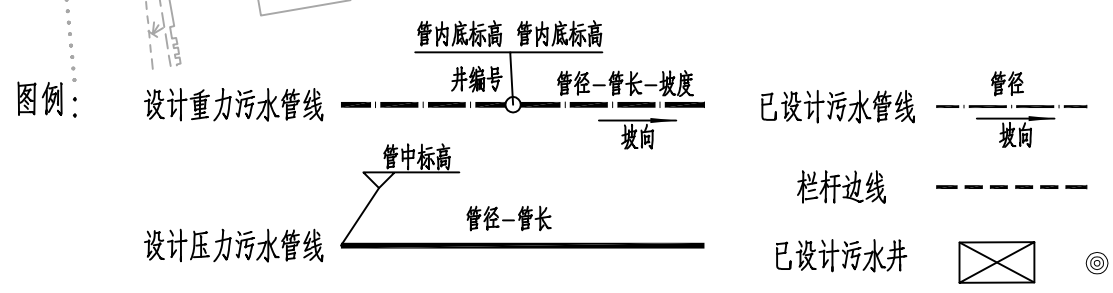 图例:
设计重力污水管线
管内底标高 管内底标高
井编号
管径-管长-坡度
坡向
设计压力污水管线
管中标高
管径-管长
已设计污水管线
管径
坡向
栏杆边线
已设计污水井